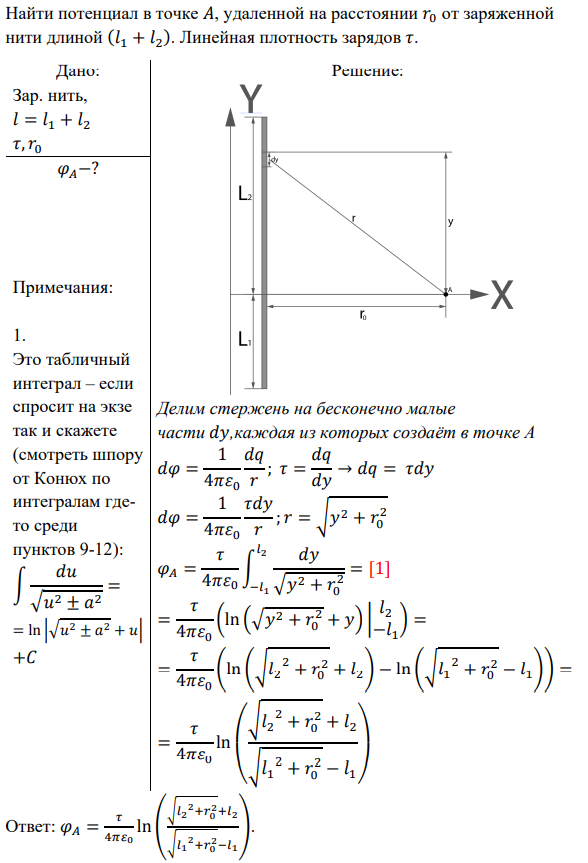 Найти потенциал в точке A, удаленной на расстоянии r₀ от заряженной
нити длиной (l₁ + l₂). Линейная плотность зарядов τ.
Дано:
Зар. нить,
l = l₁ + l₂
τ, r₀
φ_A−?
Примечания:
1.
Это табличный
интеграл – если
спросит на экзе
так и скажете
(смотреть шпору
от Конюх по
интегралам где-
то среди
пунктов 9-12):
∫ du/√(u² ± a²) =
= ln|√(u² ± a²) + u|
+C
Решение:
Y
dy
L₂
r
y
A
X
r₀
L₁
Делим стержень на бесконечно малые
части dy,каждая из которых создаёт в точке A
dφ = 1/(4πε₀) dq/r; τ = dq/dy → dq = τdy
dφ = 1/(4πε₀) τdy/r; r = √(y² + r₀²)
φ_A = τ/(4πε₀) ∫_{−l₁}^{l₂} dy/√(y² + r₀²) = [1]
= τ/(4πε₀) (ln(√(y² + r₀²) + y)|_{−l₁}^{l₂}) =
= τ/(4πε₀) (ln(√(l₂² + r₀²) + l₂) − ln(√(l₁² + r₀²) − l₁)) =
= τ/(4πε₀) ln((√(l₂² + r₀²) + l₂)/(√(l₁² + r₀²) − l₁))
Ответ: φ_A = τ/(4πε₀) ln((√(l₂²+r₀²)+l₂)/(√(l₁²+r₀²)−l₁)).